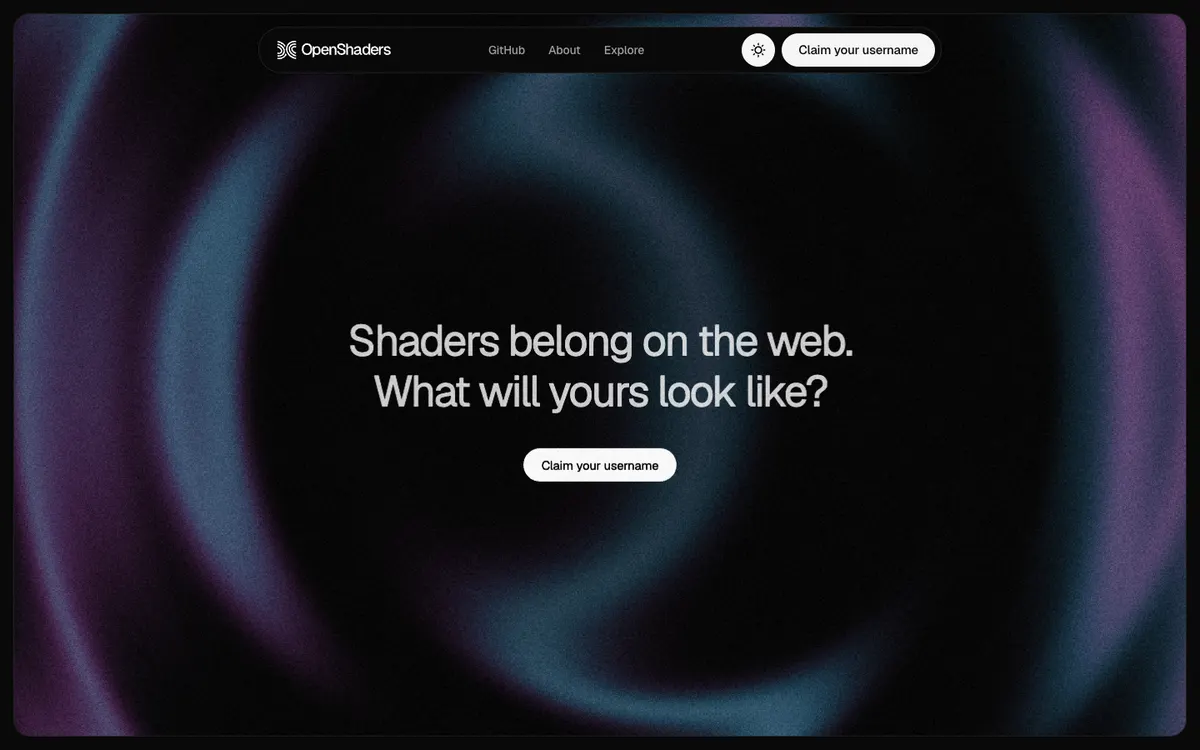 OpenShaders
GitHub
About
Explore
Claim your username
Shaders belong on the web.
What will yours look like?
Claim your username